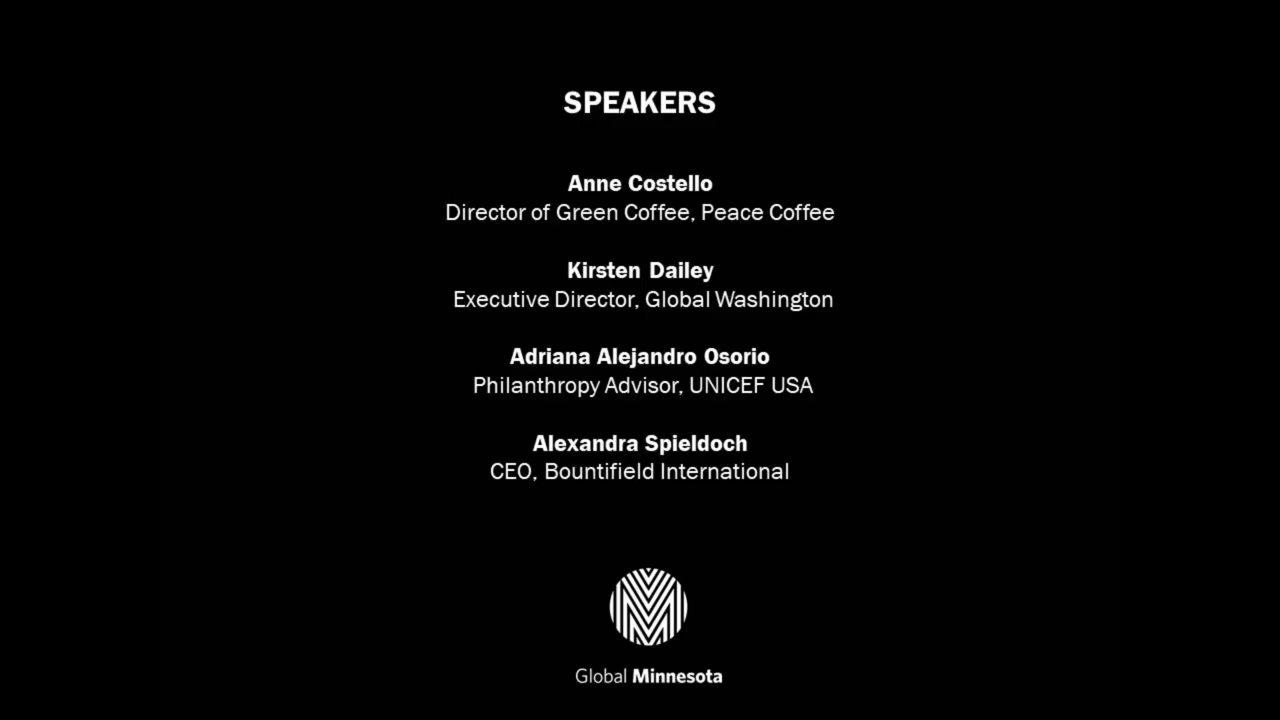 SPEAKERS
Anne Costello
Director of Green Coffee, Peace Coffee
Kirsten Dailey
Executive Director, Global Washington
Adriana Alejandro Osorio
Philanthropy Advisor, UNICEF USA
Alexandra Spieldoch
CEO, Bountifield International
Global Minnesota